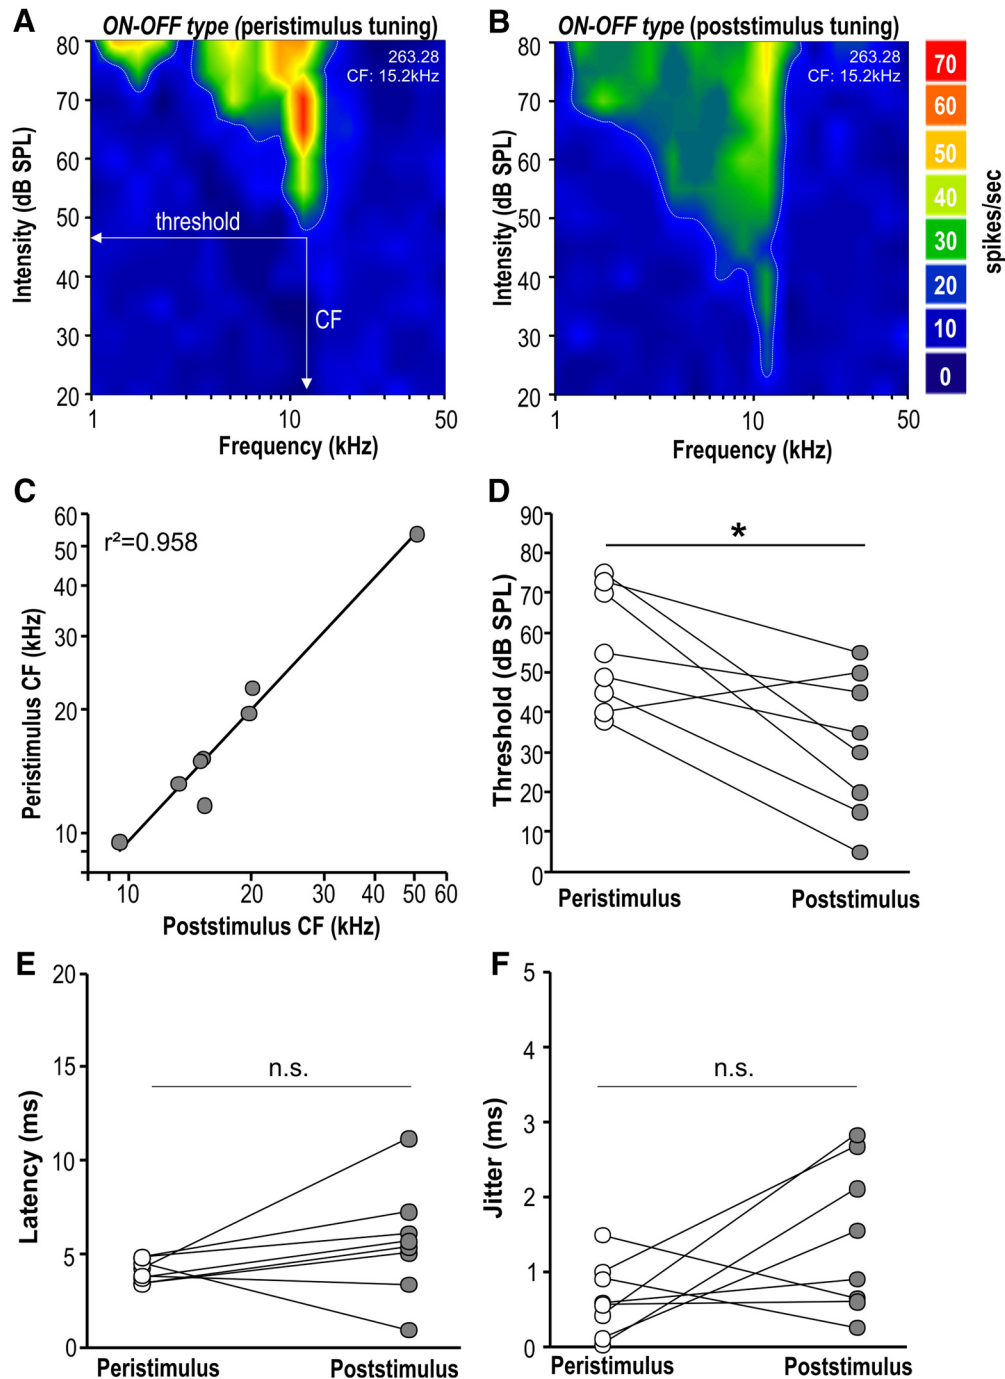 A
ON-OFF type (peristimulus tuning)
263.28
CF: 15.2kHz
80
70
60
50
40
30
20
Intensity (dB SPL)
threshold
CF
1
10
50
Frequency (kHz)
B
ON-OFF type (poststimulus tuning)
263.28
CF: 15.2kHz
80
70
60
50
40
30
20
Intensity (dB SPL)
1
10
50
Frequency (kHz)
70
60
50
40
30
20
10
0
spikes/sec
C
r²=0.958
60
50
40
30
20
10
Peristimulus CF (kHz)
10
20
30
40
50
60
Poststimulus CF (kHz)
D
*
90
80
70
60
50
40
30
20
10
0
Threshold (dB SPL)
Peristimulus
Poststimulus
E
n.s.
20
15
10
5
0
Latency (ms)
Peristimulus
Poststimulus
F
n.s.
5
4
3
2
1
0
Jitter (ms)
Peristimulus
Poststimulus